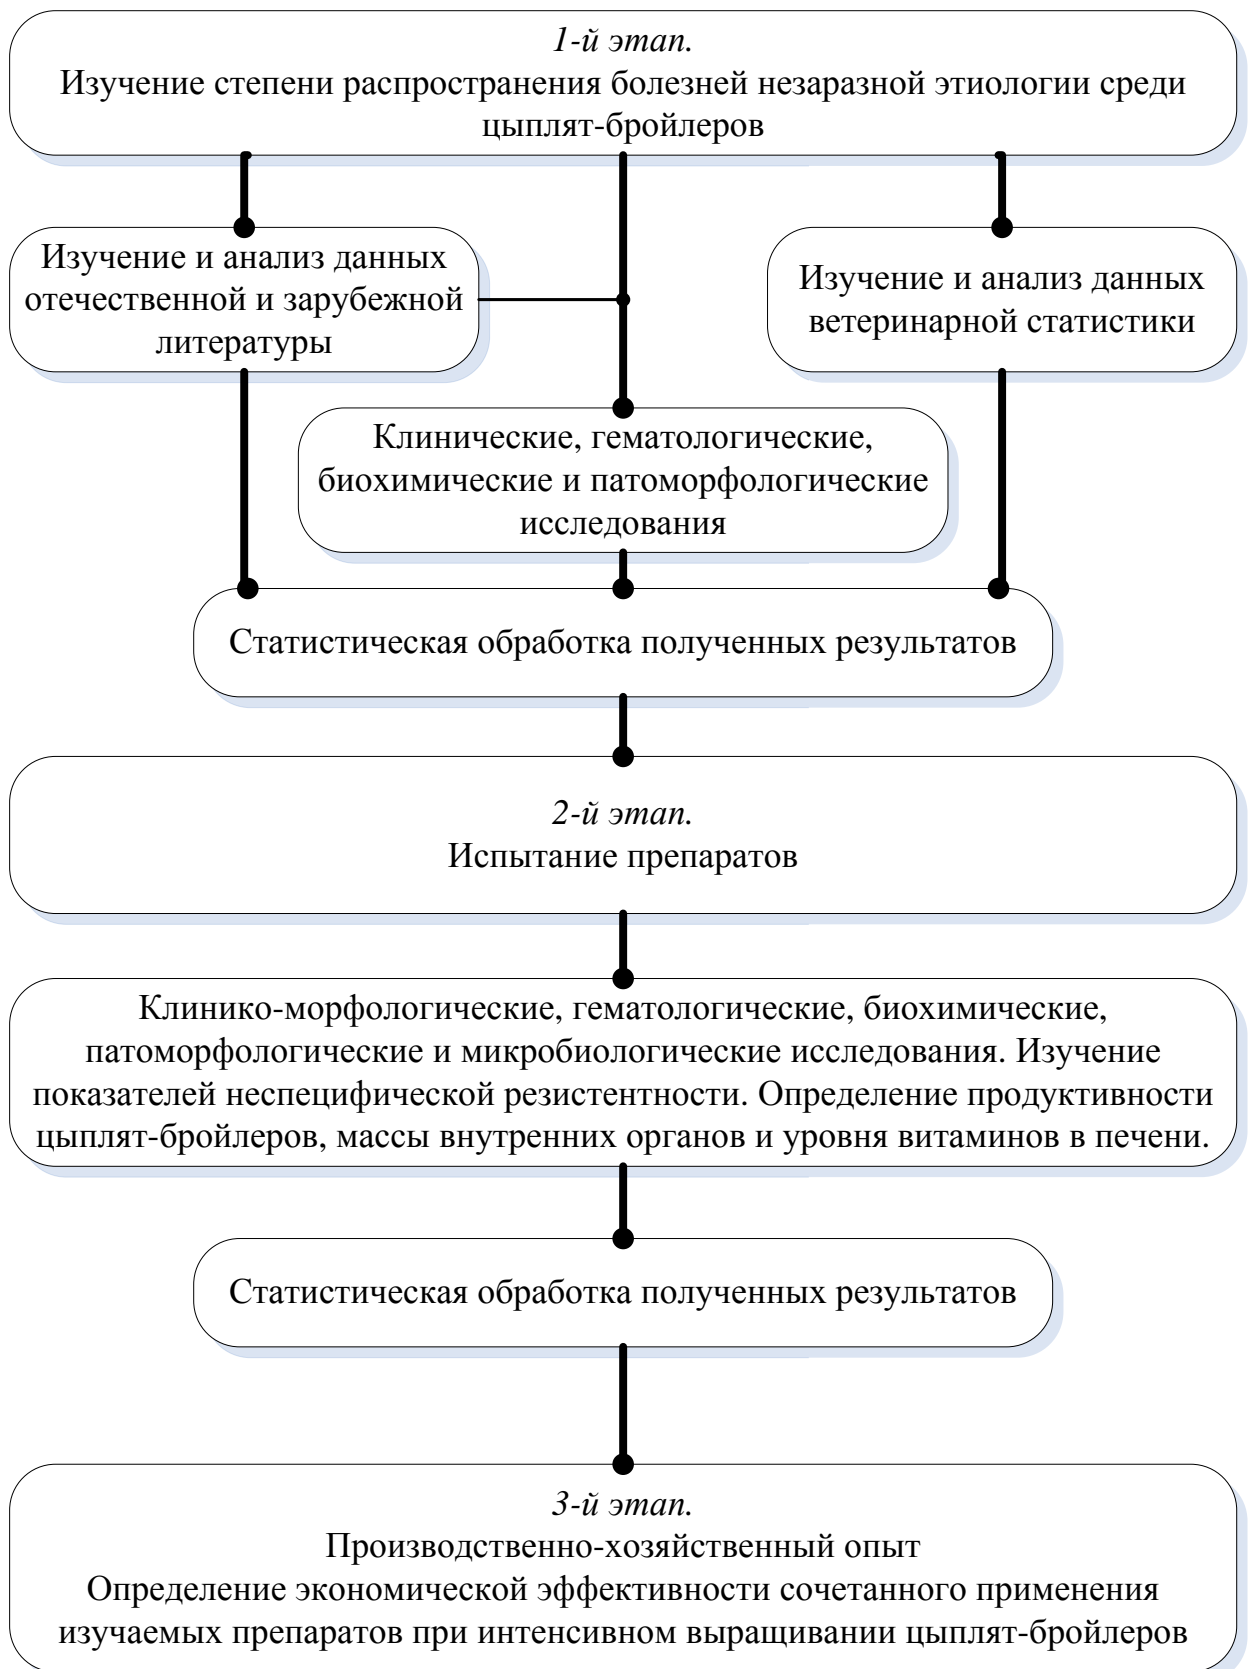 1-й этап.
Изучение степени распространения болезней незаразной этиологии среди
цыплят-бройлеров
Изучение и анализ данных
отечественной и зарубежной
литературы
Изучение и анализ данных
ветеринарной статистики
Клинические, гематологические,
биохимические и патоморфологические
исследования
Статистическая обработка полученных результатов
2-й этап.
Испытание препаратов
Клинико-морфологические, гематологические, биохимические,
патоморфологические и микробиологические исследования. Изучение
показателей неспецифической резистентности. Определение продуктивности
цыплят-бройлеров, массы внутренних органов и уровня витаминов в печени.
Статистическая обработка полученных результатов
3-й этап.
Производственно-хозяйственный опыт
Определение экономической эффективности сочетанного применения
изучаемых препаратов при интенсивном выращивании цыплят-бройлеров